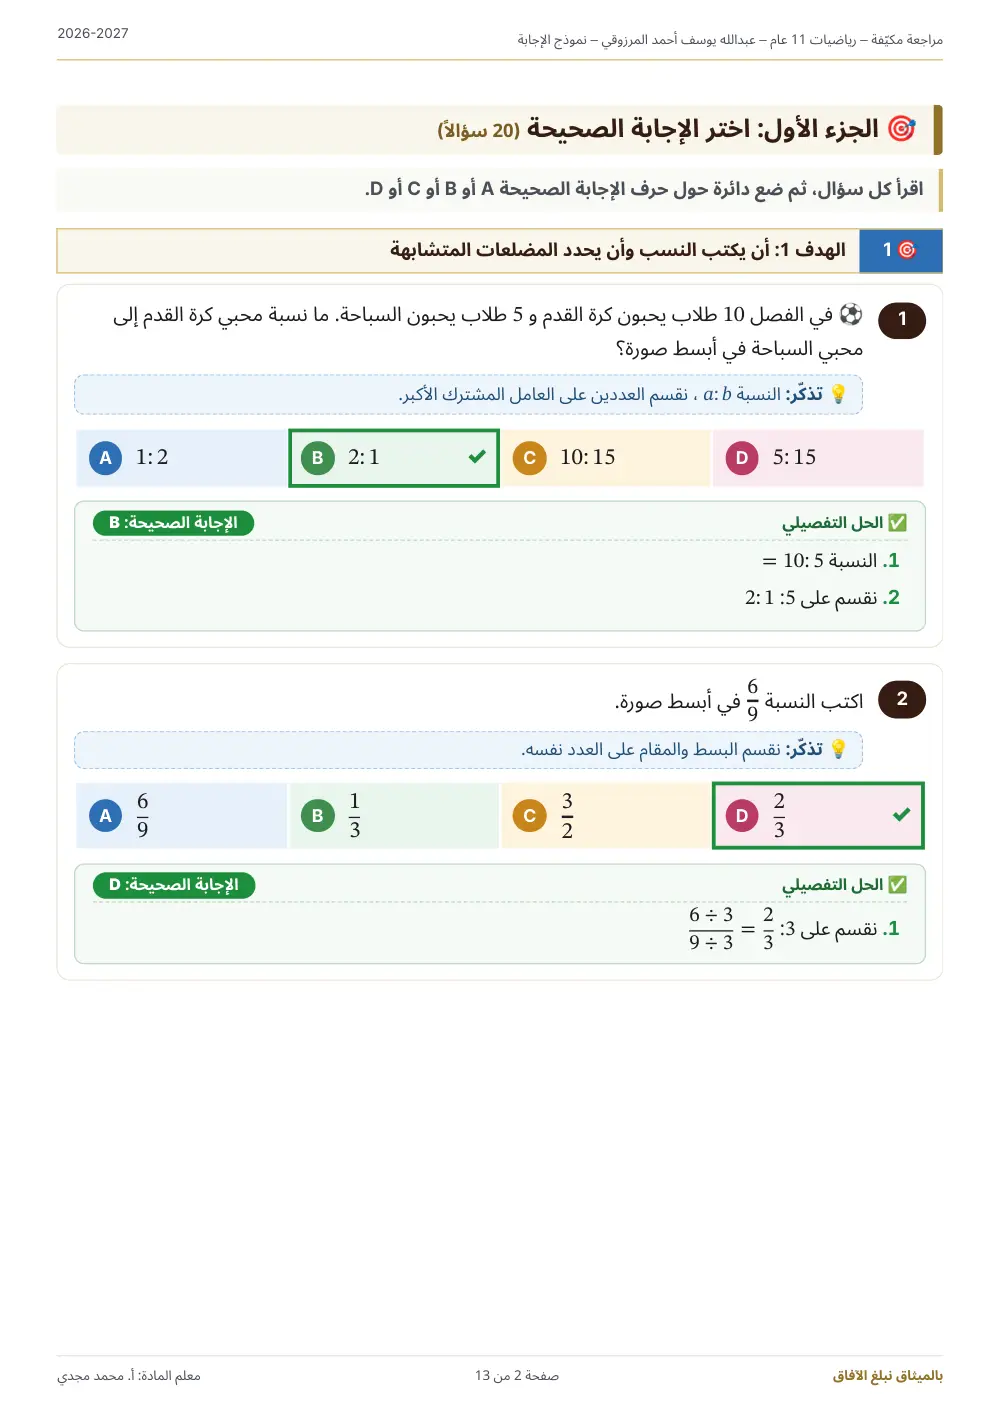 مراجعة مكيّفة – رياضيات 11 عام – عبدالله يوسف أحمد المرزوقي – نموذج الإجابة
2026-2027
🎯 الجزء الأول: اختر الإجابة الصحيحة (20 سؤالاً)
اقرأ كل سؤال، ثم ضع دائرة حول حرف الإجابة الصحيحة A أو B أو C أو D.
🎯 1 الهدف 1: أن يكتب النسب وأن يحدد المضلعات المتشابهة
1 ⚽ في الفصل 10 طلاب يحبون كرة القدم و 5 طلاب يحبون السباحة. ما نسبة محبي كرة القدم إلى
محبي السباحة في أبسط صورة؟
💡 تذكّر: النسبة a:b ، نقسم العددين على العامل المشترك الأكبر.
A 1:2 B 2:1 ✔ C 10:15 D 5:15
✅ الحل التفصيلي الإجابة الصحيحة: B
1. النسبة 10:5 =
2. نقسم على 5: 2:1
2 اكتب النسبة 6/9 في أبسط صورة.
💡 تذكّر: نقسم البسط والمقام على العدد نفسه.
A 6/9 B 1/3 C 3/2 D 2/3 ✔
✅ الحل التفصيلي الإجابة الصحيحة: D
1. نقسم على 3: (6 ÷ 3)/(9 ÷ 3) = 2/3
بالميثاق نبلغ الآفاق
صفحة 2 من 13
معلم المادة: أ. محمد مجدي